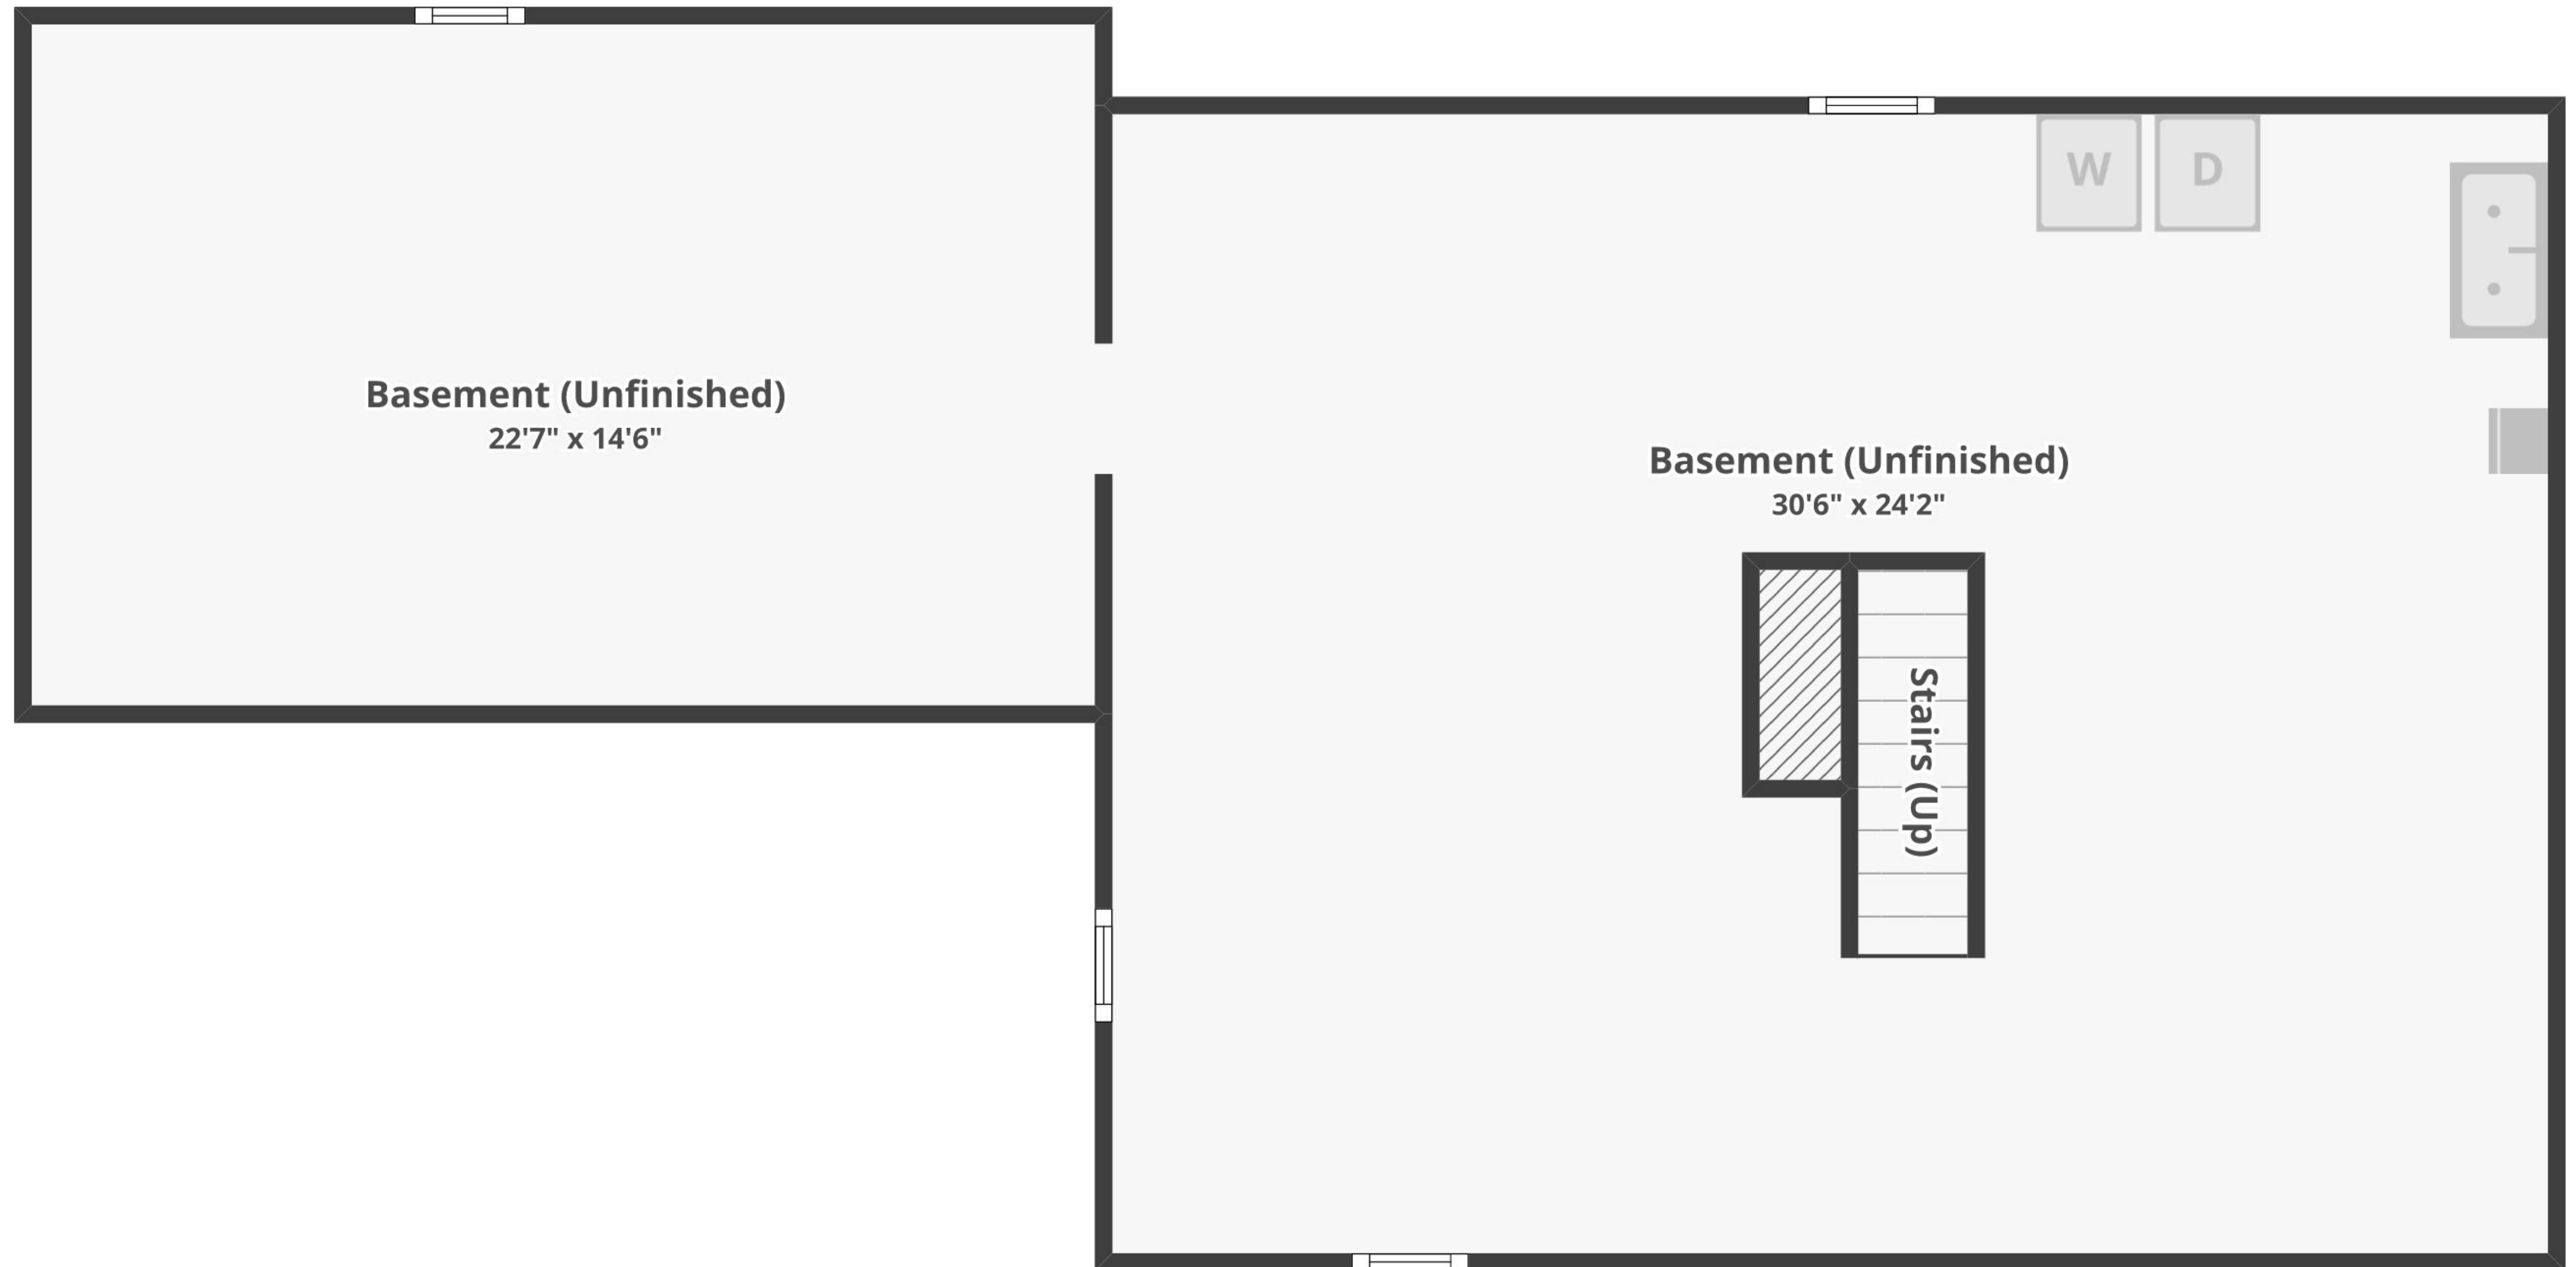 W
D
Basement (Unfinished)
22'7" x 14'6"
Basement (Unfinished)
30'6" x 24'2"
Stairs (Up)